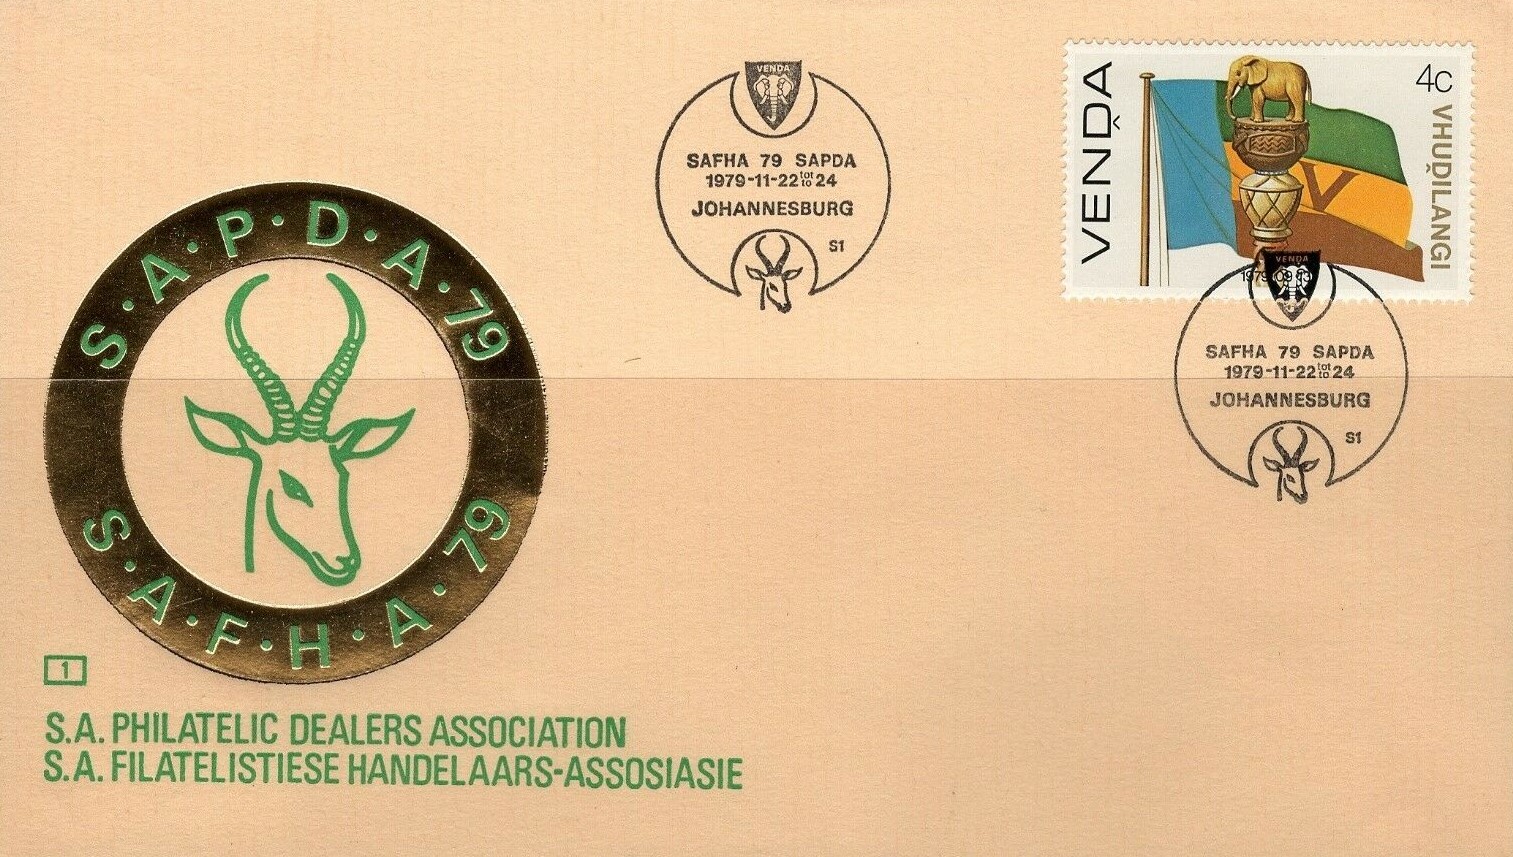 VENDA
SAFHA 79 SAPDA
1979-11-22 tot to 24
JOHANNESBURG
S1
VENḒA
4c
VHUḒILANGI
VENDA
SAFHA 79 SAPDA
1979-11-22 tot to 24
JOHANNESBURG
S1
S·A·P·D·A·79
S·A·F·H·A·79
1
S.A. PHILATELIC DEALERS ASSOCIATION
S.A. FILATELISTIESE HANDELAARS-ASSOSIASIE